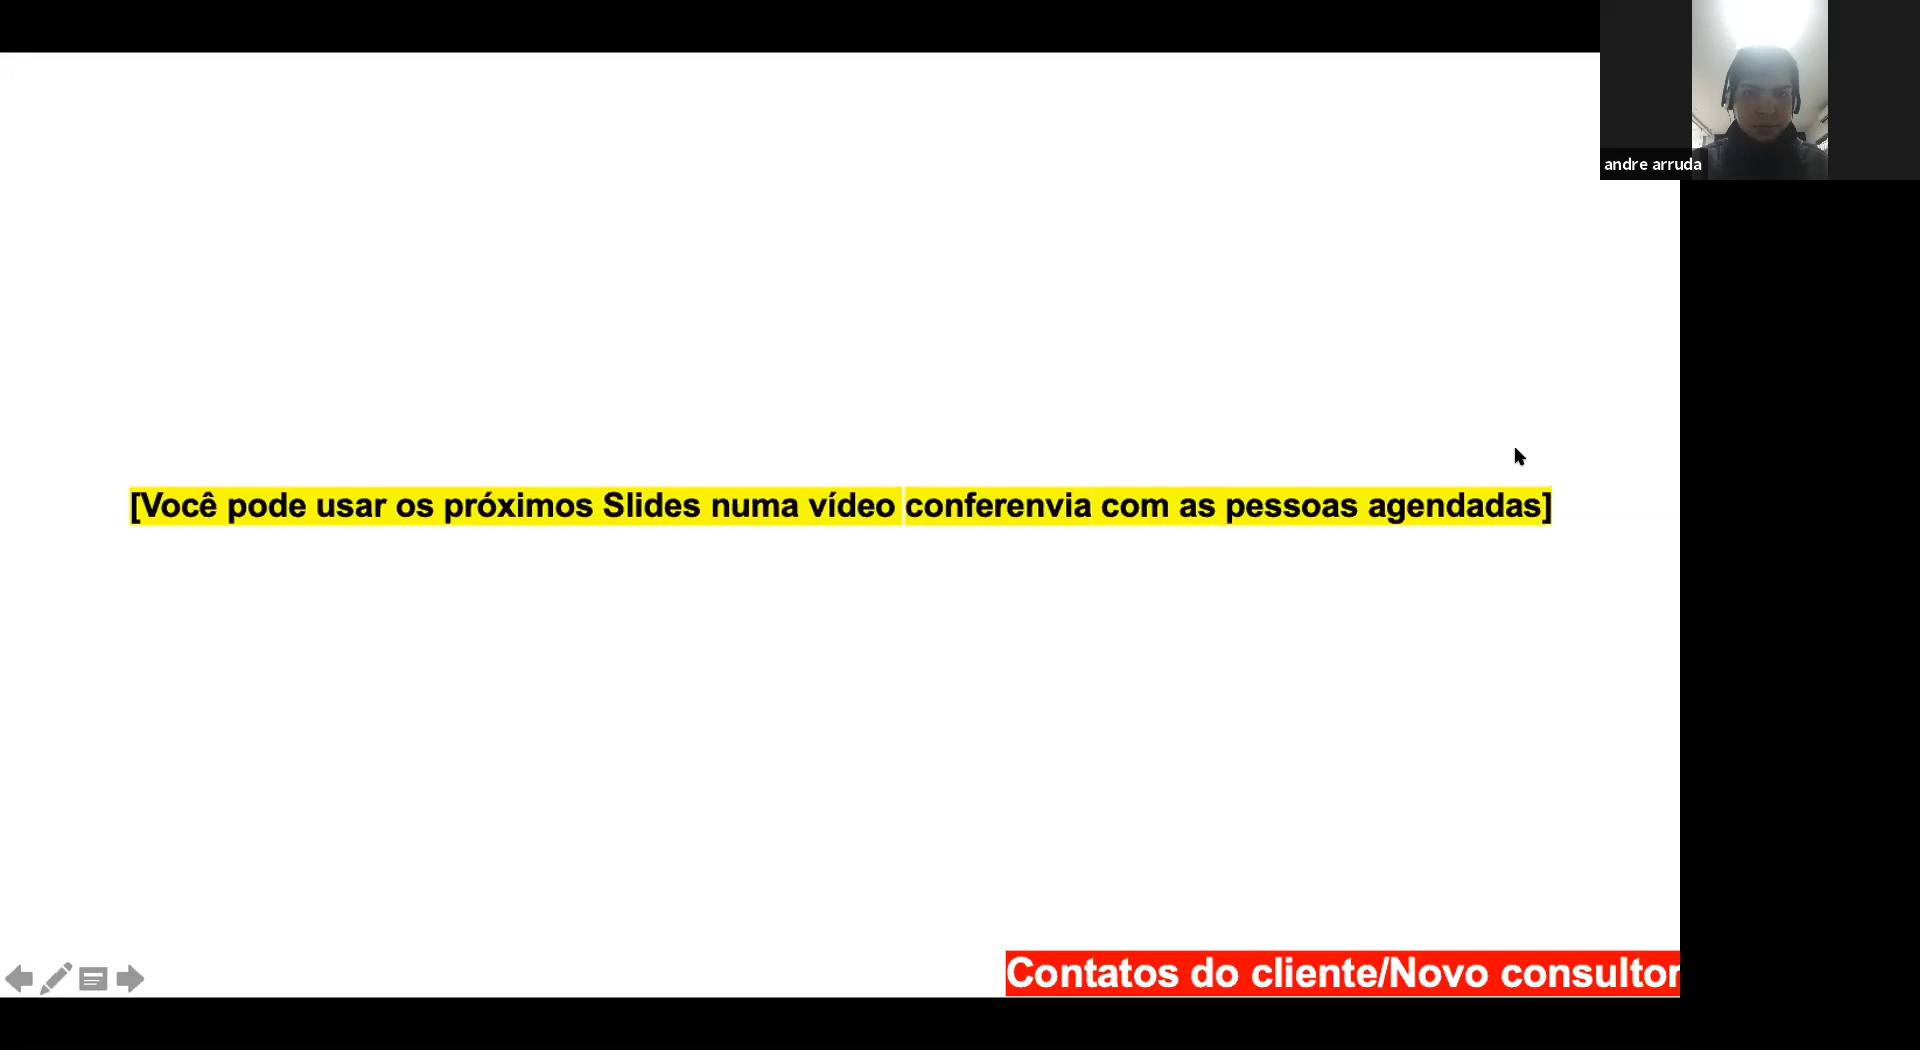 andre arruda
[Você pode usar os próximos Slides numa vídeo conferenvia com as pessoas agendadas]
Contatos do cliente/Novo consultor